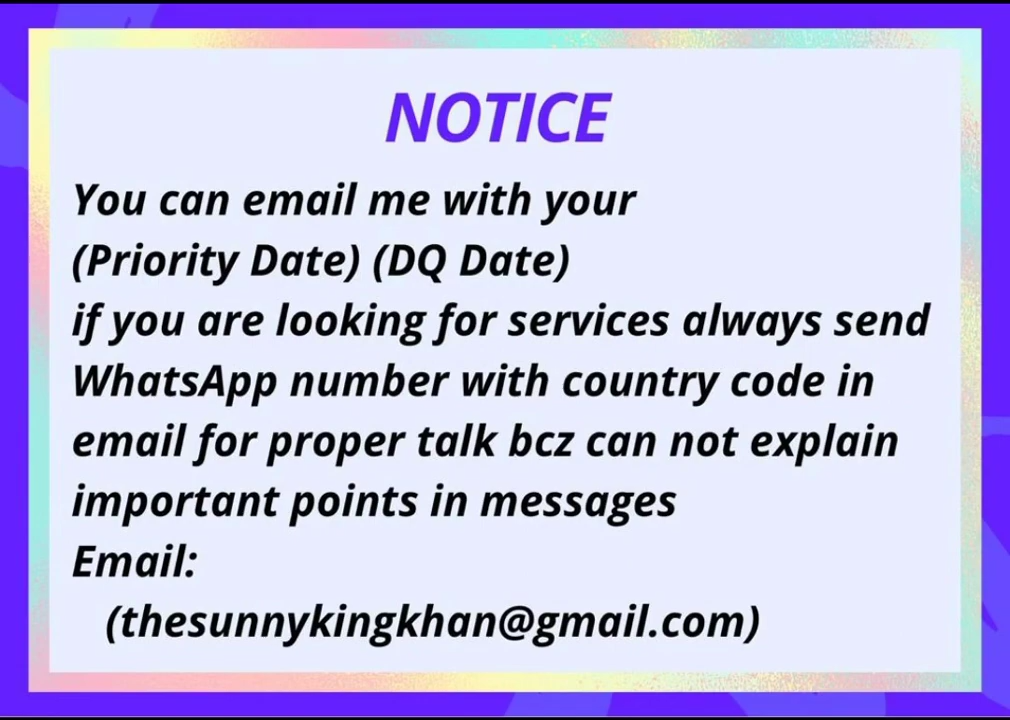 NOTICE
You can email me with your
(Priority Date) (DQ Date)
if you are looking for services always send
WhatsApp number with country code in
email for proper talk bcz can not explain
important points in messages
Email:
(thesunnykingkhan@gmail.com)